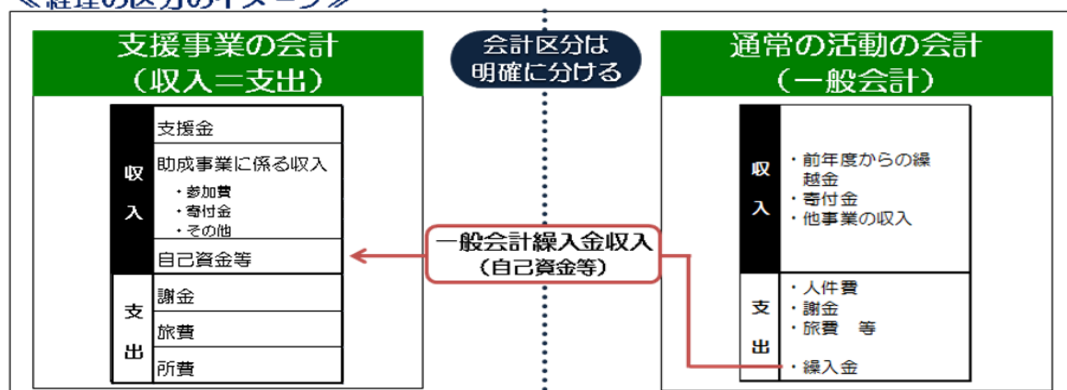 ≪経理の区分のイメージ≫
支援事業の会計
（収入＝支出）
会計区分は
明確に分ける
通常の活動の会計
（一般会計）
収入
支援金
助成事業に係る収入
・参加費
・寄付金
・その他
自己資金等
支出
謝金
旅費
所費
一般会計繰入金収入
（自己資金等）
収入
・前年度からの繰
越金
・寄付金
・他事業の収入
支出
・人件費
・謝金
・旅費　等
・繰入金